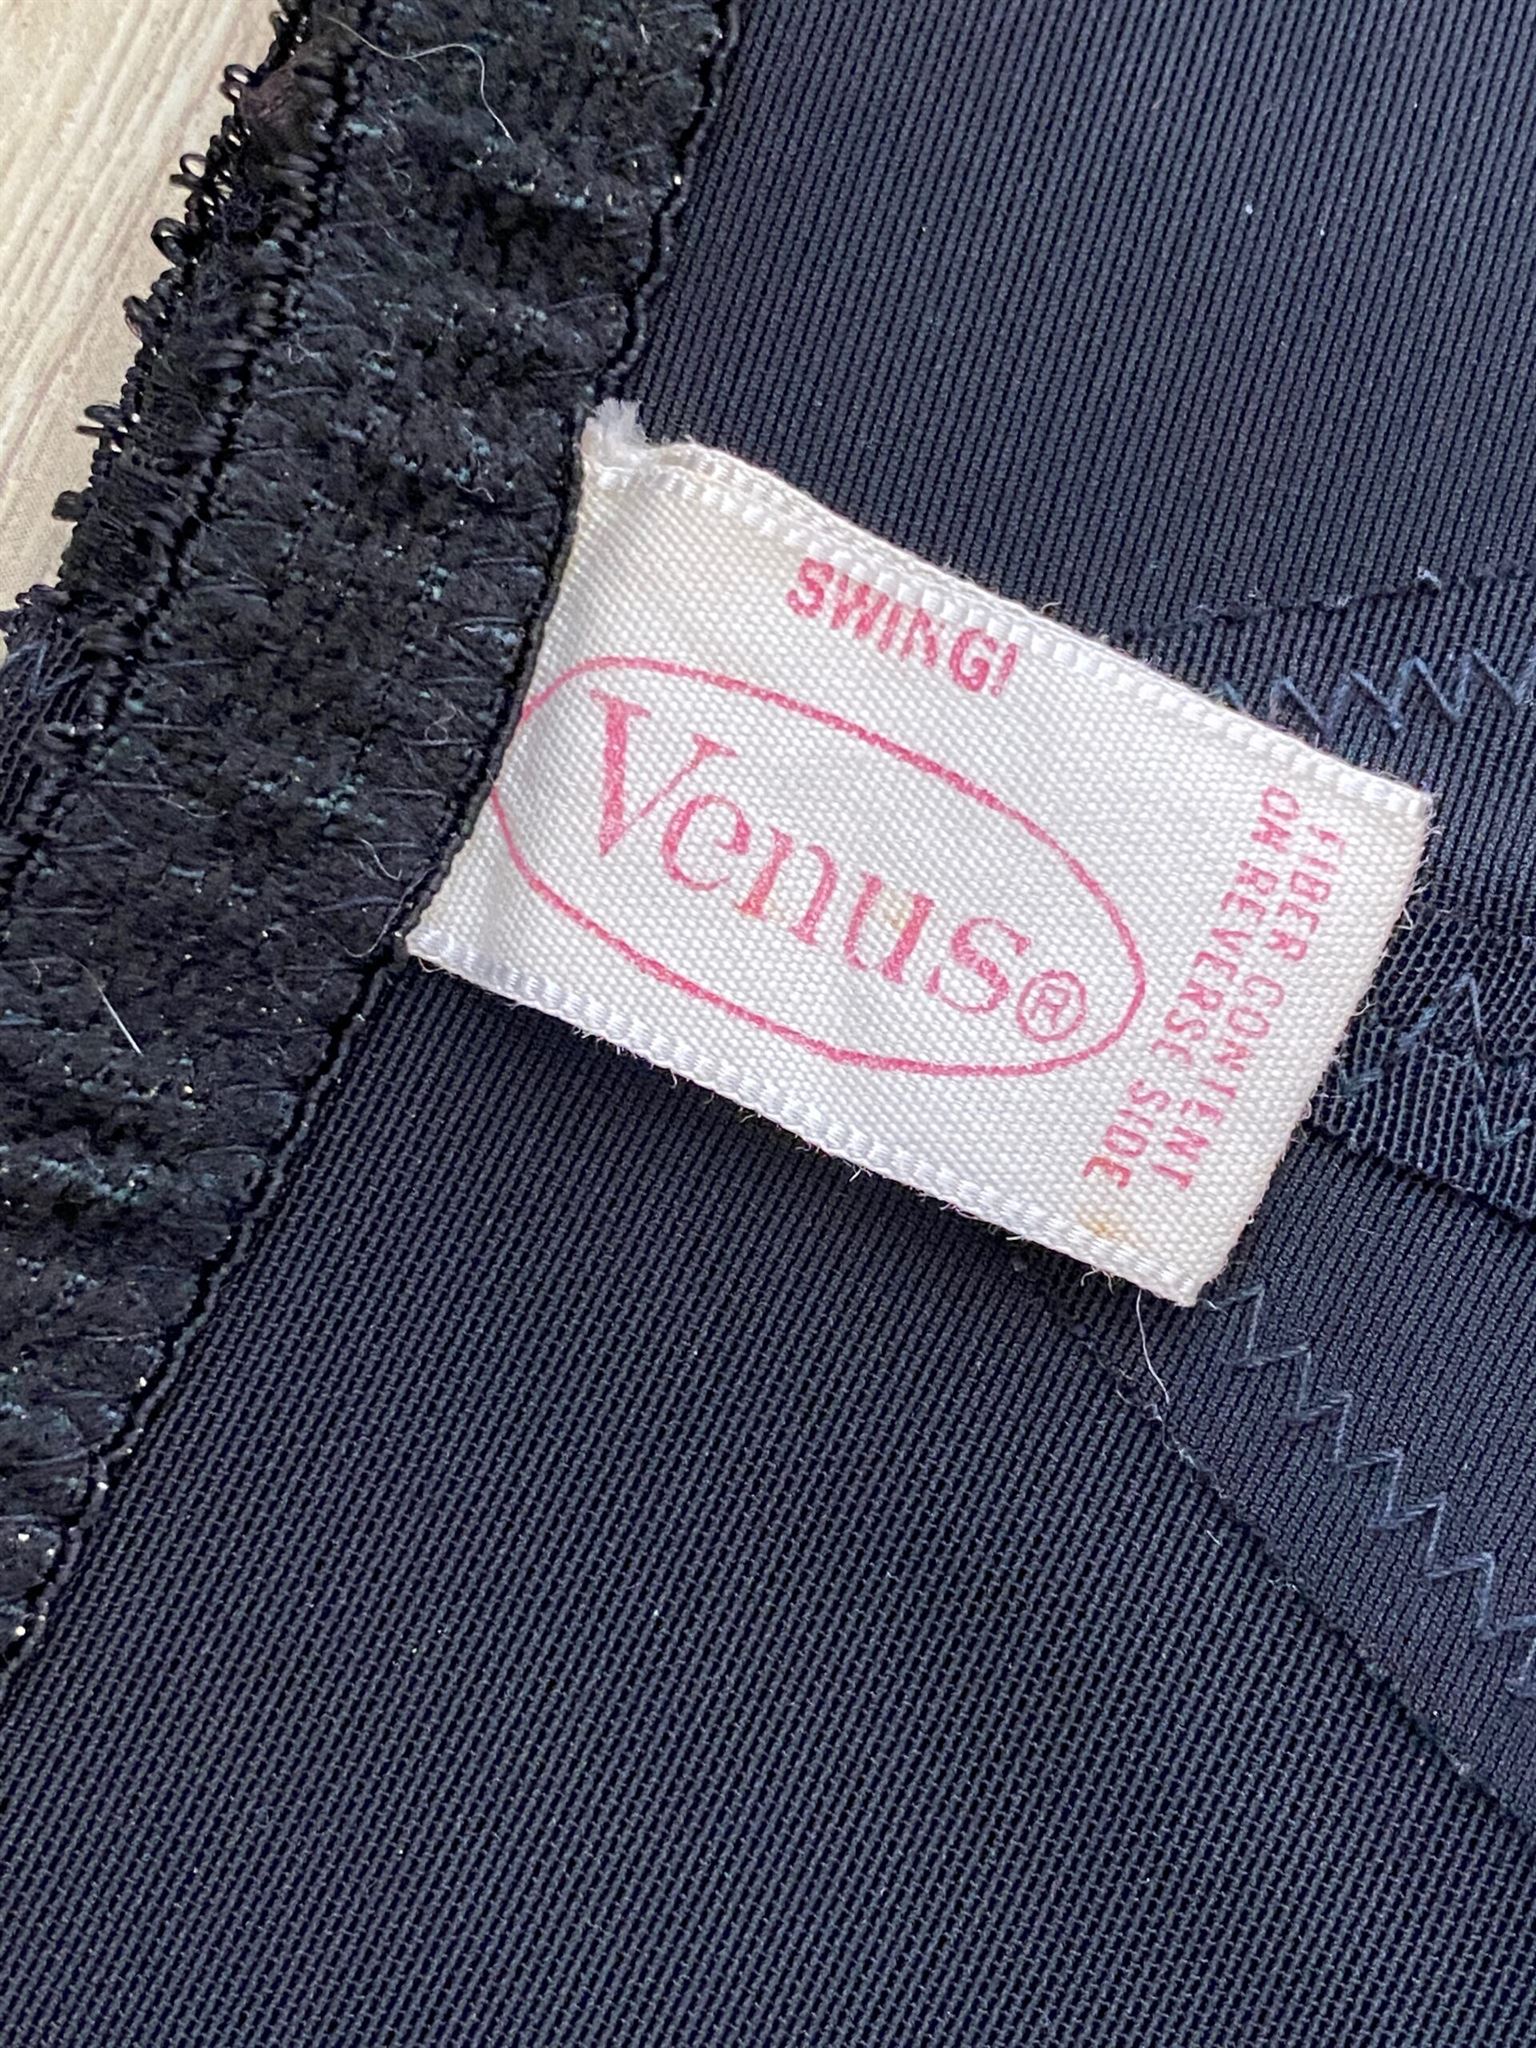 SWING!
Venus®
FIBER CONTENT
ON REVERSE SIDE